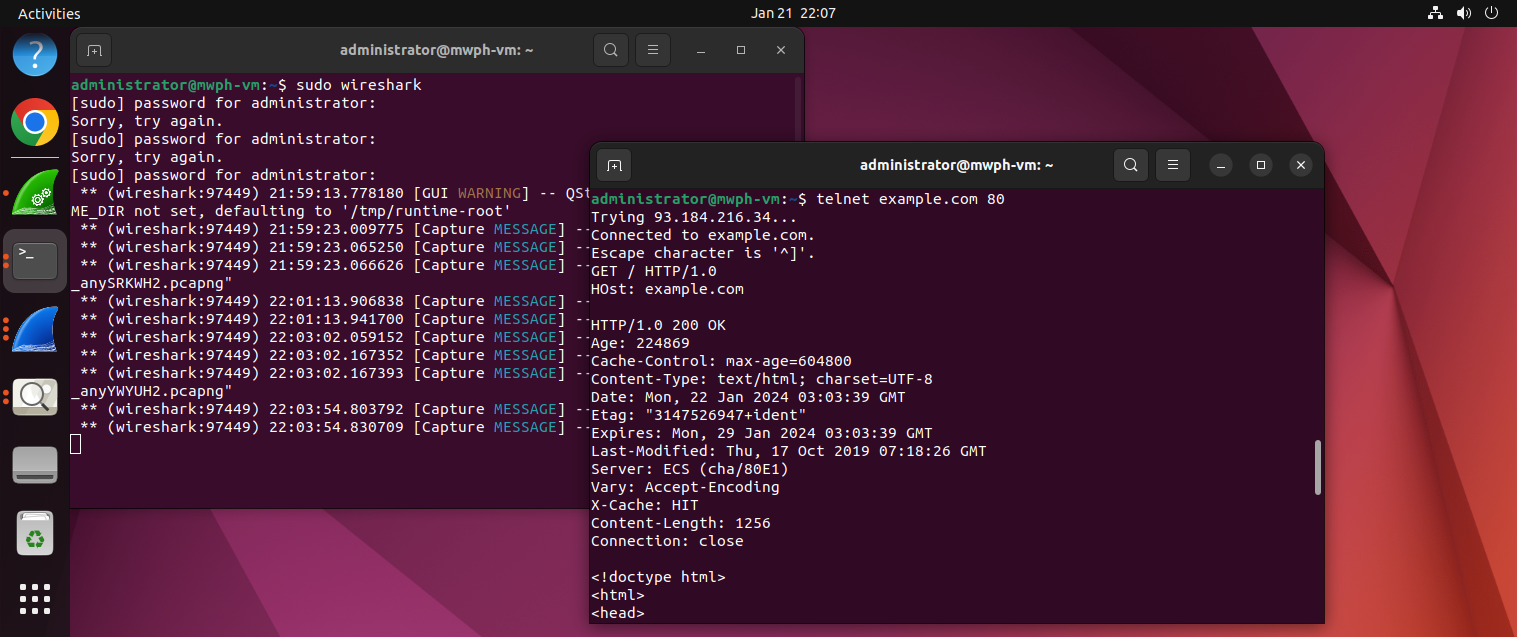 Activities
Jan 21 22:07
administrator@mwph-vm: ~
administrator@mwph-vm:~$ sudo wireshark
[sudo] password for administrator:
Sorry, try again.
[sudo] password for administrator:
Sorry, try again.
[sudo] password for administrator:
** (wireshark:97449) 21:59:13.778180 [GUI WARNING] -- QSt
ME_DIR not set, defaulting to '/tmp/runtime-root'
** (wireshark:97449) 21:59:23.009775 [Capture MESSAGE] --
** (wireshark:97449) 21:59:23.065250 [Capture MESSAGE] --
** (wireshark:97449) 21:59:23.066626 [Capture MESSAGE] --
_anySRKWH2.pcapng"
** (wireshark:97449) 22:01:13.906838 [Capture MESSAGE] --
** (wireshark:97449) 22:01:13.941700 [Capture MESSAGE] --
** (wireshark:97449) 22:03:02.059152 [Capture MESSAGE] --
** (wireshark:97449) 22:03:02.167352 [Capture MESSAGE] --
** (wireshark:97449) 22:03:02.167393 [Capture MESSAGE] --
_anyYWYUH2.pcapng"
** (wireshark:97449) 22:03:54.803792 [Capture MESSAGE] --
** (wireshark:97449) 22:03:54.830709 [Capture MESSAGE] --
administrator@mwph-vm: ~
administrator@mwph-vm:~$ telnet example.com 80
Trying 93.184.216.34...
Connected to example.com.
Escape character is '^]'.
GET / HTTP/1.0
HOst: example.com
HTTP/1.0 200 OK
Age: 224869
Cache-Control: max-age=604800
Content-Type: text/html; charset=UTF-8
Date: Mon, 22 Jan 2024 03:03:39 GMT
Etag: "3147526947+ident"
Expires: Mon, 29 Jan 2024 03:03:39 GMT
Last-Modified: Thu, 17 Oct 2019 07:18:26 GMT
Server: ECS (cha/80E1)
Vary: Accept-Encoding
X-Cache: HIT
Content-Length: 1256
Connection: close
<!doctype html>
<html>
<head>